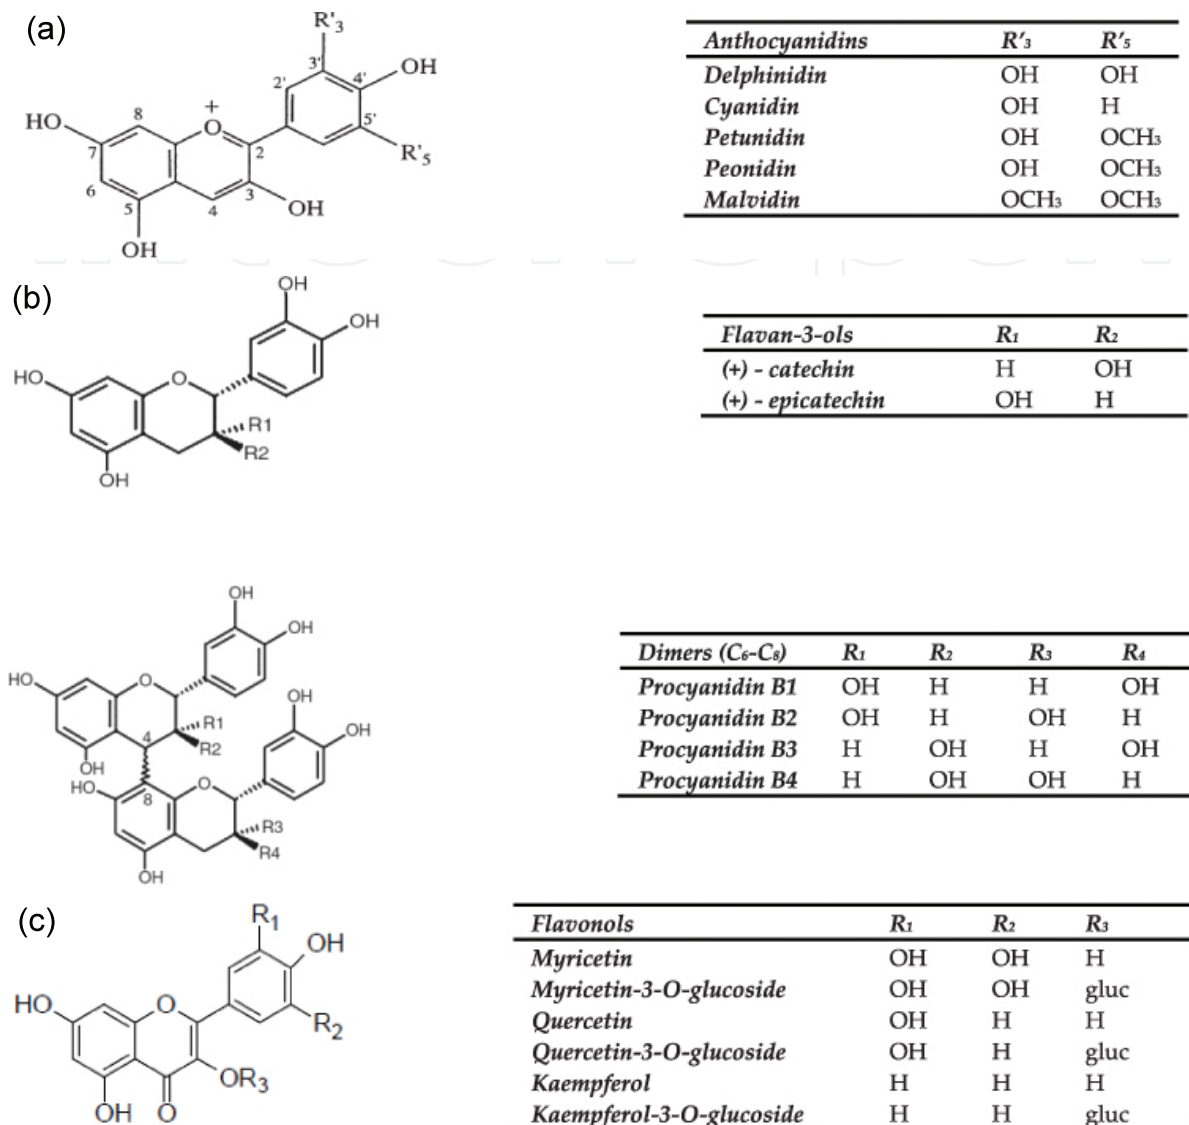 (a)
R'3
3'
4'
OH
2'
5'
R'5
HO
8
+
O
7
2
6
5
4
3
OH
OH
Anthocyanidins R'3 R'5
Delphinidin OH OH
Cyanidin OH H
Petunidin OH OCH3
Peonidin OH OCH3
Malvidin OCH3 OCH3
(b)
OH
OH
HO
O
R1
R2
OH
Flavan-3-ols R1 R2
(+) - catechin H OH
(+) - epicatechin OH H
OH
OH
HO
O
R1
R2
4
OH
OH
OH
HO
8
O
R3
R4
OH
Dimers (C6-C8) R1 R2 R3 R4
Procyanidin B1 OH H H OH
Procyanidin B2 OH H OH H
Procyanidin B3 H OH H OH
Procyanidin B4 H OH OH H
(c)
R1
OH
HO
O
R2
OR3
OH O
Flavonols R1 R2 R3
Myricetin OH OH H
Myricetin-3-O-glucoside OH OH gluc
Quercetin OH H H
Quercetin-3-O-glucoside OH H gluc
Kaempferol H H H
Kaempferol-3-O-glucoside H H gluc